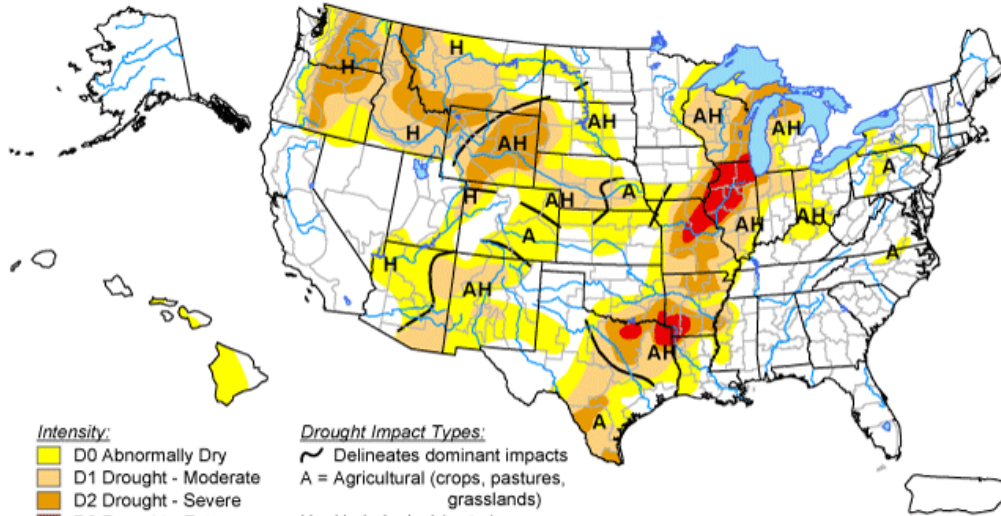 H
H
H
AH
AH
AH
AH
H
AH
A
A
AH
AH
A
A
H
AH
AH
A
Intensity:
D0 Abnormally Dry
D1 Drought - Moderate
D2 Drought - Severe
Drought Impact Types:
Delineates dominant impacts
A = Agricultural (crops, pastures,
grasslands)